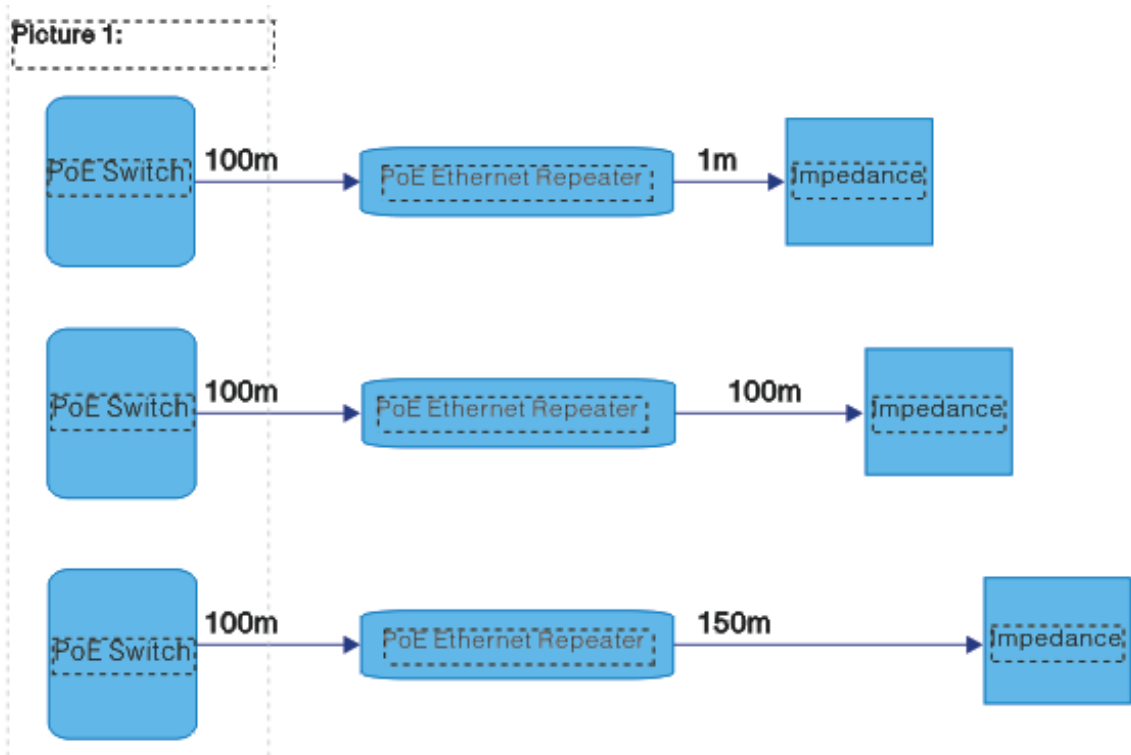 Picture 1:
PoE Switch
100m
PoE Ethernet Repeater
1m
Impedance
PoE Switch
100m
PoE Ethernet Repeater
100m
Impedance
PoE Switch
100m
PoE Ethernet Repeater
150m
Impedance